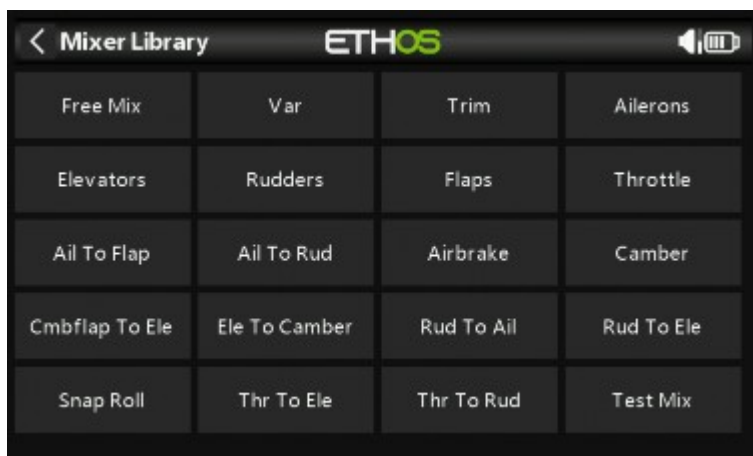 Mixer Library ETHOS
Free Mix Var Trim Ailerons
Elevators Rudders Flaps Throttle
Ail To Flap Ail To Rud Airbrake Camber
Cmbflap To Ele Ele To Camber Rud To Ail Rud To Ele
Snap Roll Thr To Ele Thr To Rud Test Mix